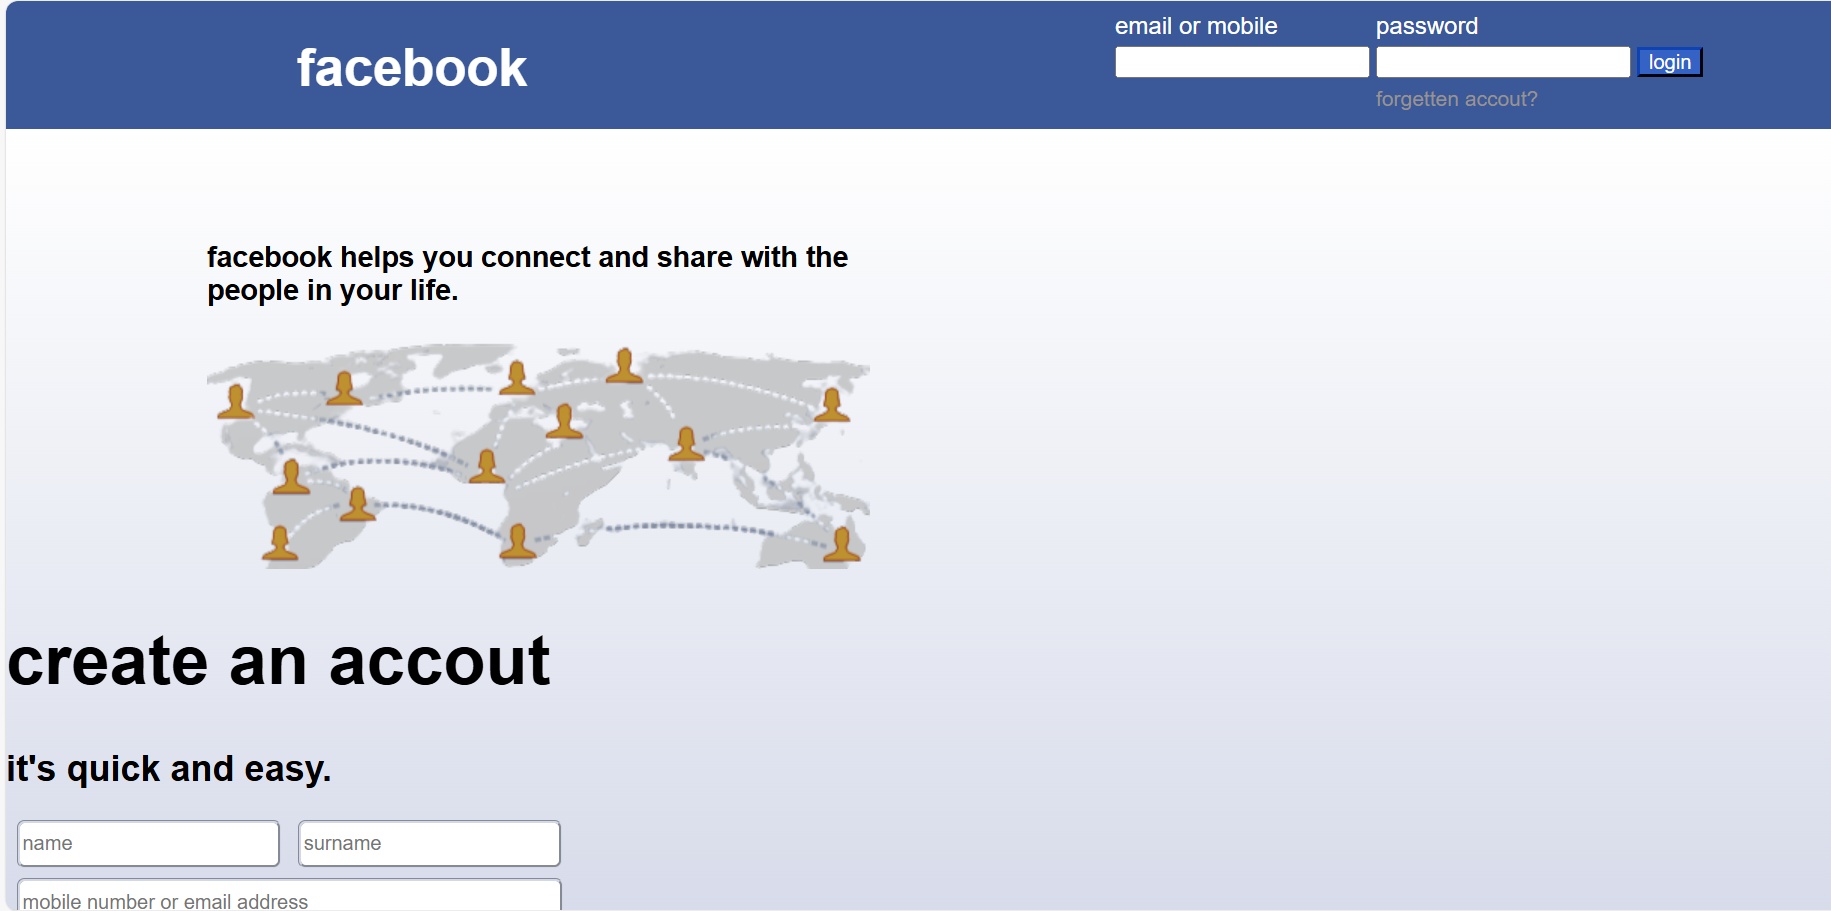 facebook
email or mobile
password
login
forgetten accout?
facebook helps you connect and share with the
people in your life.
create an accout
it's quick and easy.
name
surname
mobile number or email address